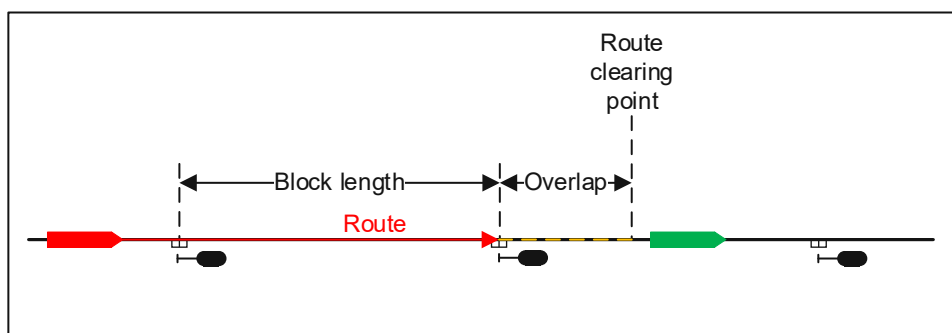 Route
clearing
point
Block length
Overlap
Route